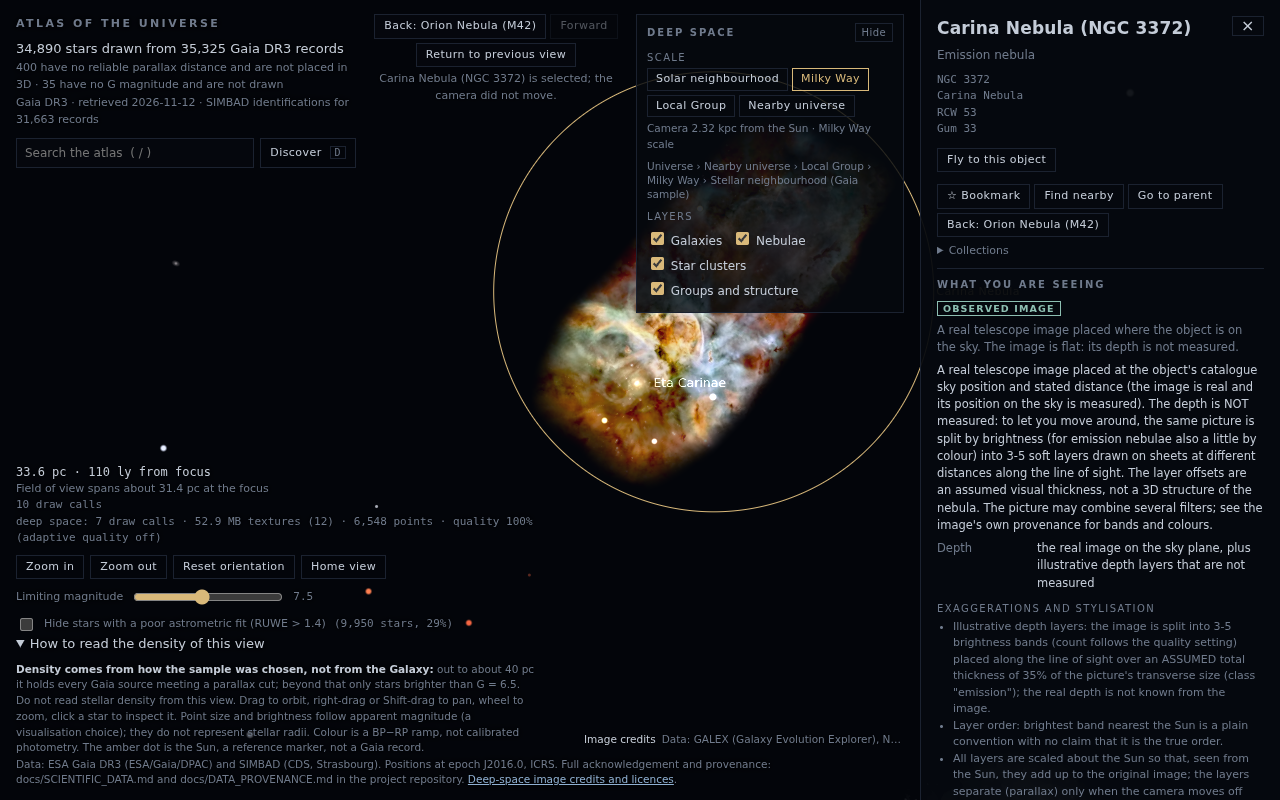 ATLAS OF THE UNIVERSE
34,890 stars drawn from 35,325 Gaia DR3 records
400 have no reliable parallax distance and are not placed in
3D · 35 have no G magnitude and are not drawn
Gaia DR3 · retrieved 2026-11-12 · SIMBAD identifications for
31,663 records
Search the atlas ( / )
Discover D
Back: Orion Nebula (M42)
Forward
Return to previous view
Carina Nebula (NGC 3372) is selected; the
camera did not move.
DEEP SPACE
Hide
SCALE
Solar neighbourhood
Milky Way
Local Group
Nearby universe
Camera 2.32 kpc from the Sun · Milky Way
scale
Universe › Nearby universe › Local Group ›
Milky Way › Stellar neighbourhood (Gaia
sample)
LAYERS
Galaxies
Nebulae
Star clusters
Groups and structure
Eta Carinae
33.6 pc · 110 ly from focus
Field of view spans about 31.4 pc at the focus
10 draw calls
deep space: 7 draw calls · 52.9 MB textures (12) · 6,548 points · quality 100%
(adaptive quality off)
Zoom in
Zoom out
Reset orientation
Home view
Limiting magnitude
7.5
Hide stars with a poor astrometric fit (RUWE > 1.4) (9,950 stars, 29%)
▼ How to read the density of this view
Density comes from how the sample was chosen, not from the Galaxy: out to about 40 pc
it holds every Gaia source meeting a parallax cut; beyond that only stars brighter than G = 6.5.
Do not read stellar density from this view. Drag to orbit, right-drag or Shift-drag to pan, wheel to
zoom, click a star to inspect it. Point size and brightness follow apparent magnitude (a
visualisation choice); they do not represent stellar radii. Colour is a BP−RP ramp, not calibrated
photometry. The amber dot is the Sun, a reference marker, not a Gaia record.
Data: ESA Gaia DR3 (ESA/Gaia/DPAC) and SIMBAD (CDS, Strasbourg). Positions at epoch J2016.0, ICRS. Full acknowledgement and provenance:
docs/SCIENTIFIC_DATA.md and docs/DATA_PROVENANCE.md in the project repository. Deep-space image credits and licences.
Image credits Data: GALEX (Galaxy Evolution Explorer), N…
Carina Nebula (NGC 3372)
×
Emission nebula
NGC 3372
Carina Nebula
RCW 53
Gum 33
Fly to this object
☆ Bookmark
Find nearby
Go to parent
Back: Orion Nebula (M42)
▶ Collections
WHAT YOU ARE SEEING
OBSERVED IMAGE
A real telescope image placed where the object is on
the sky. The image is flat: its depth is not measured.
A real telescope image placed at the object's catalogue
sky position and stated distance (the image is real and
its position on the sky is measured). The depth is NOT
measured: to let you move around, the same picture is
split by brightness (for emission nebulae also a little by
colour) into 3-5 soft layers drawn on sheets at different
distances along the line of sight. The layer offsets are
an assumed visual thickness, not a 3D structure of the
nebula. The picture may combine several filters; see the
image's own provenance for bands and colours.
Depth
the real image on the sky plane, plus
illustrative depth layers that are not
measured
EXAGGERATIONS AND STYLISATION
• Illustrative depth layers: the image is split into 3-5
brightness bands (count follows the quality setting)
placed along the line of sight over an ASSUMED total
thickness of 35% of the picture's transverse size (class
"emission"); the real depth is not known from the
image.
• Layer order: brightest band nearest the Sun is a plain
convention with no claim that it is the true order.
• All layers are scaled about the Sun so that, seen from
the Sun, they add up to the original image; the layers
separate (parallax) only when the camera moves off